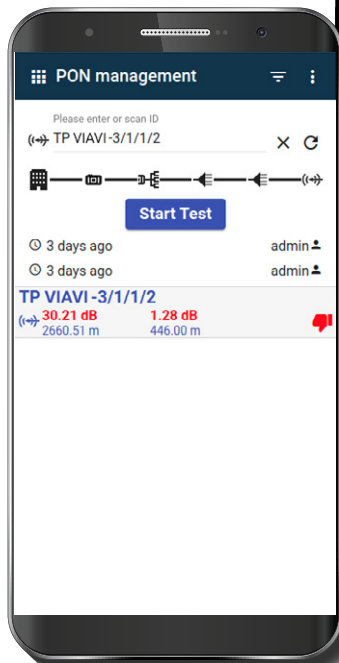 PON management
Please enter or scan ID
TP VIAVI-3/1/1/2
Start Test
3 days ago admin
3 days ago admin
TP VIAVI-3/1/1/2
30.21 dB 1.28 dB
2660.51 m 446.00 m